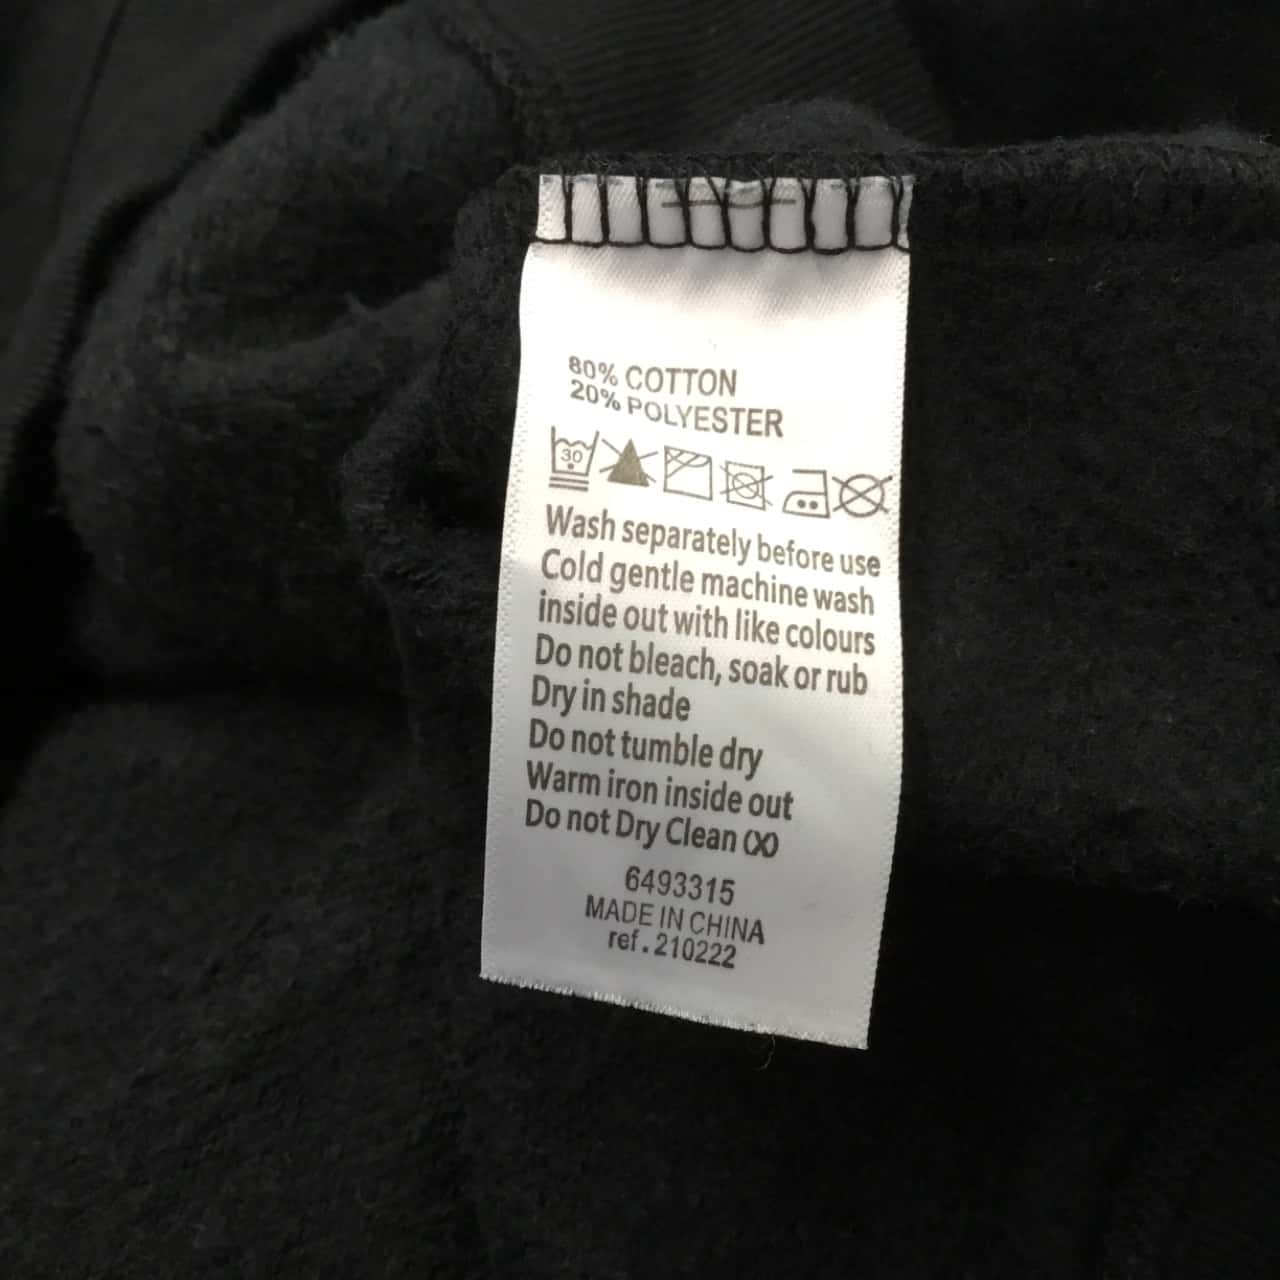 80% COTTON
20% POLYESTER
30
Wash separately before use
Cold gentle machine wash
inside out with like colours
Do not bleach, soak or rub
Dry in shade
Do not tumble dry
Warm iron inside out
Do not Dry Clean (X)
6493315
MADE IN CHINA
ref.210222